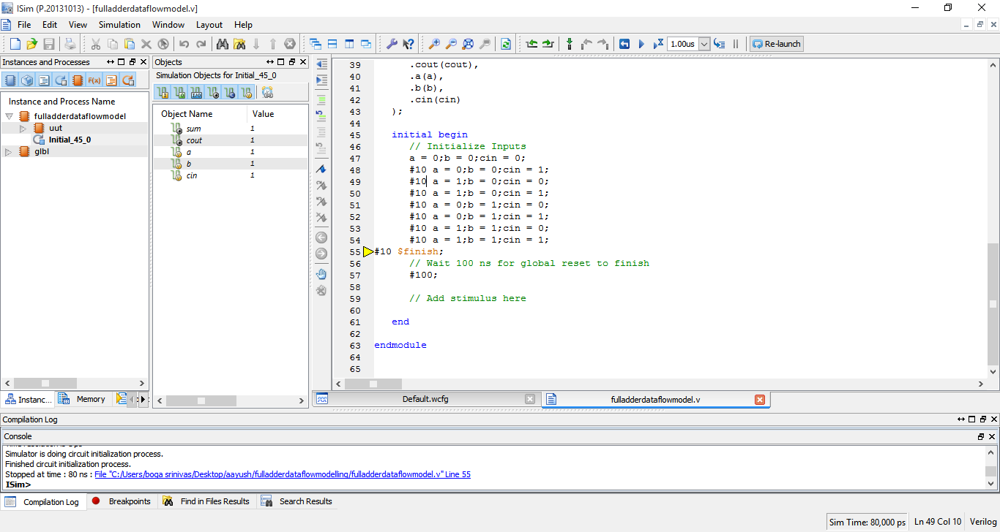 ISim (P.20131013) - [fulladderdataflowmodel.v]
File Edit View Simulation Window Layout Help
1.00us Re-launch
Instances and Processes
Instance and Process Name
fulladderdataflowmodel
uut
Initial_45_0
glbl
Instanc... Memory
Objects
Simulation Objects for Initial_45_0
Object Name Value
sum 1
cout 1
a 1
b 1
cin 1
39 .cout(cout),
40 .a(a),
41 .b(b),
42 .cin(cin)
43 );
44
45 initial begin
46 // Initialize Inputs
47 a = 0;b = 0;cin = 0;
48 #10 a = 0;b = 0;cin = 1;
49 #10 a = 1;b = 0;cin = 0;
50 #10 a = 1;b = 0;cin = 1;
51 #10 a = 0;b = 1;cin = 0;
52 #10 a = 0;b = 1;cin = 1;
53 #10 a = 1;b = 1;cin = 0;
54 #10 a = 1;b = 1;cin = 1;
55 #10 $finish;
56 // Wait 100 ns for global reset to finish
57 #100;
58
59 // Add stimulus here
60
61 end
62
63 endmodule
64
65
Default.wcfg fulladderdataflowmodel.v
Compilation Log
Console
Simulator is doing circuit initialization process.
Finished circuit initialization process.
Stopped at time : 80 ns : File "C:/Users/boga srinivas/Desktop/aayush/fulladderdataflowmodelling/fulladderdataflowmodel.v" Line 55
ISim>
Compilation Log Breakpoints Find in Files Results Search Results
Sim Time: 80,000 ps Ln 49 Col 10 Verilog